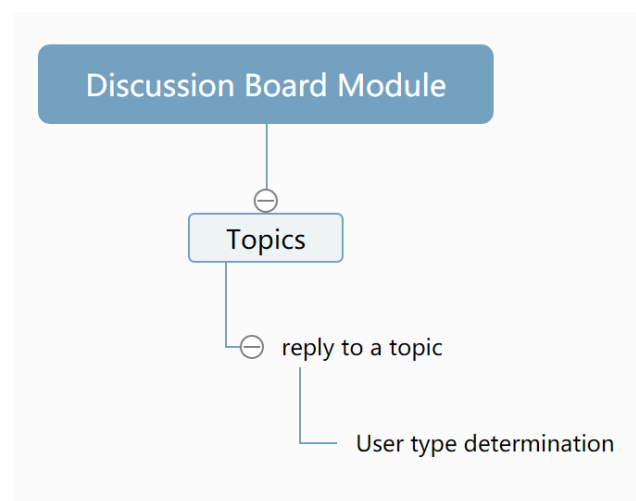 Discussion Board Module
Topics
reply to a topic
User type determination